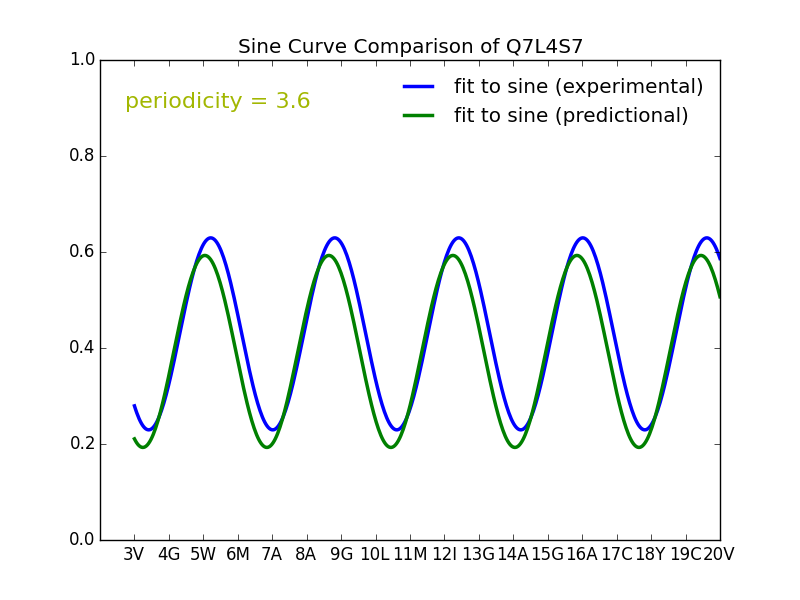 Sine Curve Comparison of Q7L4S7
periodicity = 3.6
fit to sine (experimental)
fit to sine (predictional)
1.0
0.8
0.6
0.4
0.2
0.0
3V 4G 5W 6M 7A 8A 9G 10L 11M 12I 13G 14A 15G 16A 17C 18Y 19C 20V